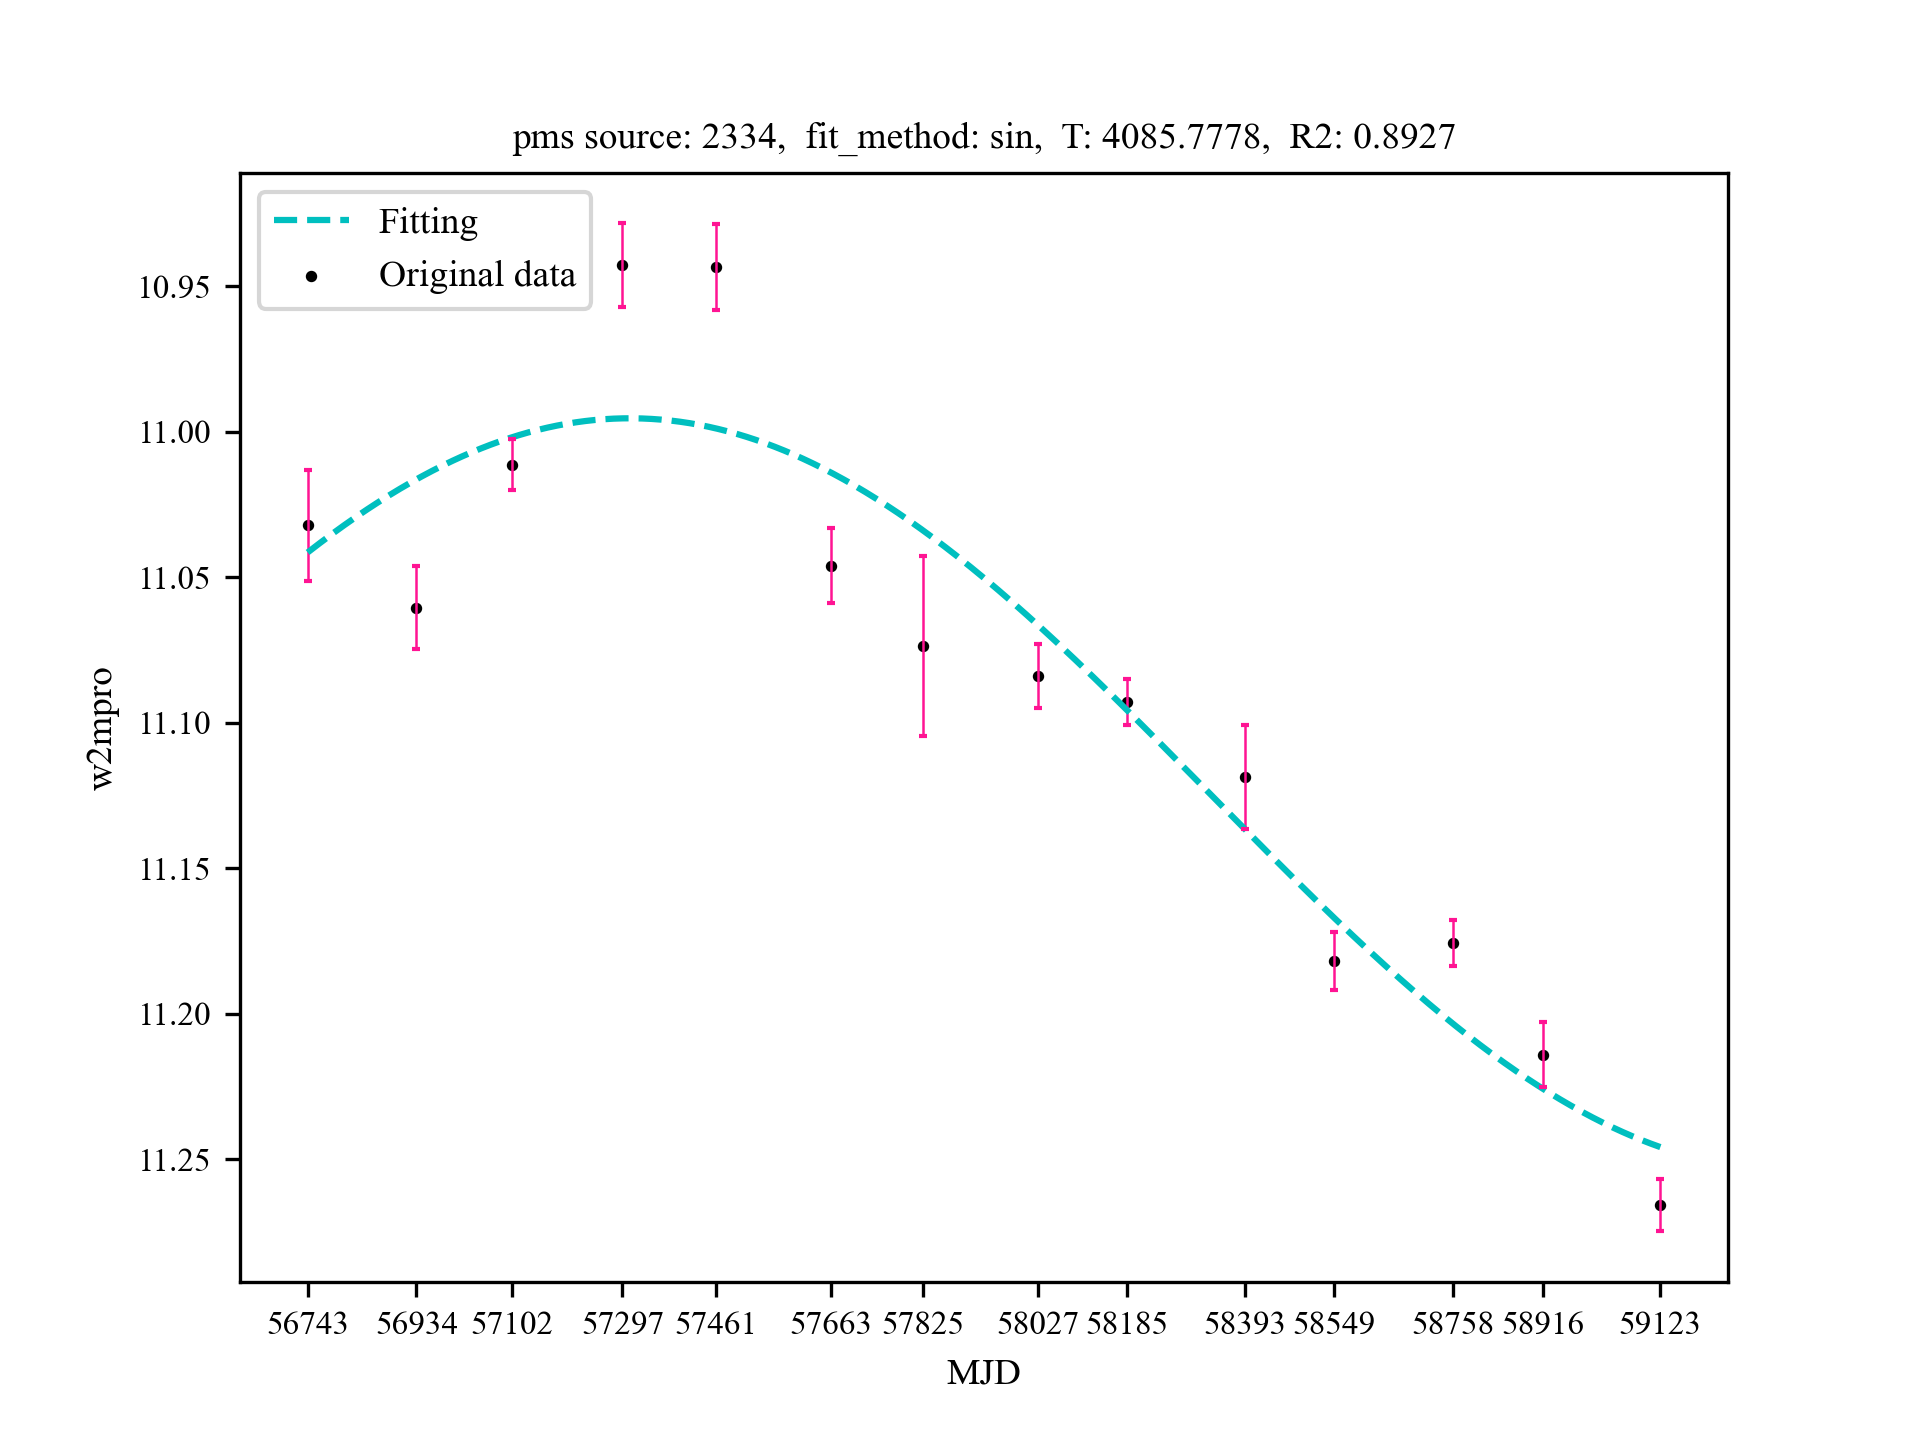 pms source: 2334,  fit_method: sin,  T: 4085.7778,  R2: 0.8927
Fitting
Original data
10.95
11.00
11.05
11.10
11.15
11.20
11.25
w2mpro
56743 56934 57102 57297 57461 57663 57825 58027 58185 58393 58549 58758 58916 59123
MJD